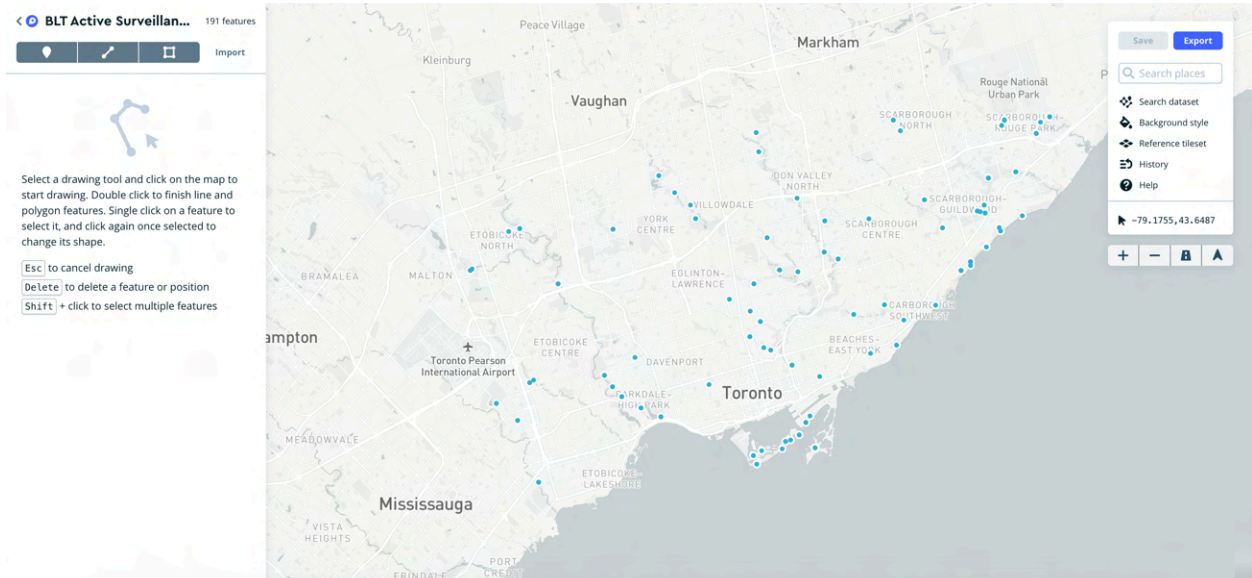 BLT Active Surveillan...
191 features
Import
Select a drawing tool and click on the map to
start drawing. Double click to finish line and
polygon features. Single click on a feature to
select it, and click again once selected to
change its shape.
Esc to cancel drawing
Delete to delete a feature or position
Shift + click to select multiple features
Peace Village
Markham
Kleinburg
Vaughan
Rouge National
Urban Park
SCARBOROUGH
NORTH
SCARBOROUGH-
ROUGE PARK
DON VALLEY
NORTH
WILLOWDALE
SCARBOROUGH-
GUILDWOOD
YORK
CENTRE
SCARBOROUGH
CENTRE
ETOBICOKE
NORTH
BRAMALEA
MALTON
EGLINTON-
LAWRENCE
CARBOROUGH
SOUTHWEST
ampton
ETOBICOKE
CENTRE
BEACHES-
EAST YORK
Toronto Pearson
International Airport
DAVENPORT
PARKDALE-
HIGH PARK
Toronto
MEADOWVALE
ETOBICOKE-
LAKESHORE
Mississauga
VISTA
HEIGHTS
PORT
CREDIT
ERINDALE
Save
Export
Search places
P
Search dataset
Background style
Reference tileset
History
Help
-79.1755,43.6487